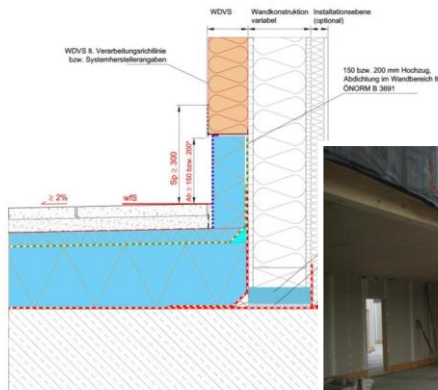 WDVS
Wandkonstruktion
variabel
Installationsebene
(optional)
WDVS lt. Verarbeitungsrichtlinie
bzw. Systemherstellerangaben
150 bzw. 200 mm Hochzug,
Abdichtung im Wandbereich lt
ÖNORM B 3691
Sp ≥ 300
Ah ≥ 150 bzw. 200*
≥ 2%
wfS